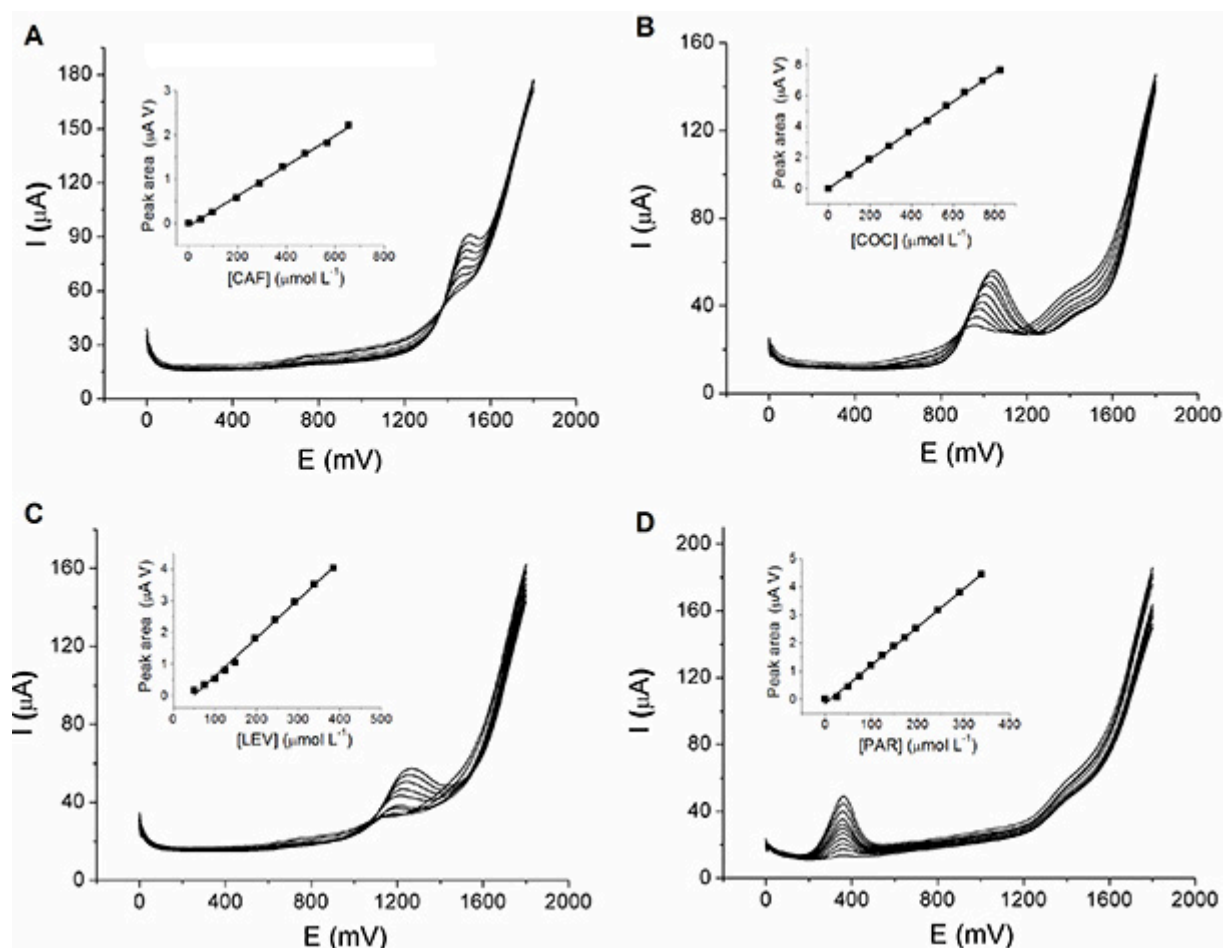 A
180
150
120
90
60
30
0
I (μA)
0 400 800 1200 1600 2000
E (mV)
3
2
1
0
Peak area (μA V)
0 200 400 600 800
[CAF] (μmol L⁻¹)
B
160
120
80
40
0
I (μA)
0 400 800 1200 1600 2000
E (mV)
8
6
4
2
0
Peak area (μA V)
0 200 400 600 800
[COC] (μmol L⁻¹)
C
160
120
80
40
0
I (μA)
0 400 800 1200 1600 2000
E (mV)
4
3
2
1
0
Peak area (μA V)
0 100 200 300 400 500
[LEV] (μmol L⁻¹)
D
200
160
120
80
40
0
I (μA)
0 400 800 1200 1600 2000
E (mV)
5
4
3
2
1
0
Peak area (μA V)
0 100 200 300 400
[PAR] (μmol L⁻¹)